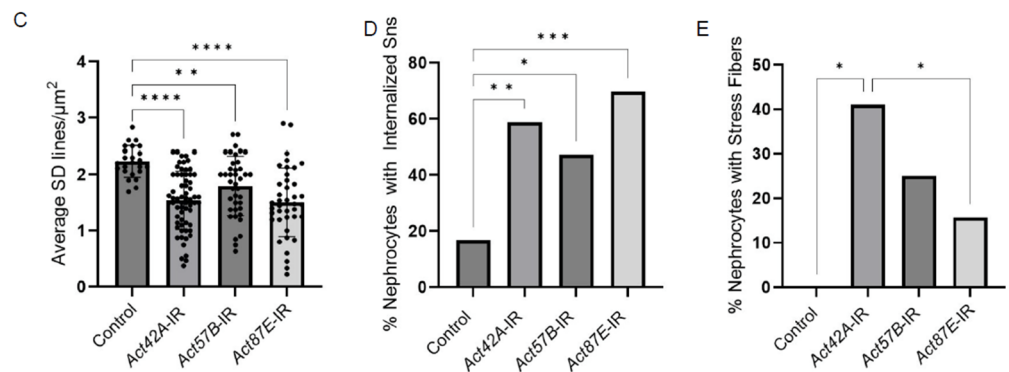 C
Average SD lines/μm²
4
3
2
1
0
****
**
****
Control
Act42A-IR
Act57B-IR
Act87E-IR
D
% Nephrocytes with Internalized Sns
80
60
40
20
0
***
*
**
Control
Act42A-IR
Act57B-IR
Act87E-IR
E
% Nephrocytes with Stress Fibers
50
40
30
20
10
0
*
*
Control
Act42A-IR
Act57B-IR
Act87E-IR